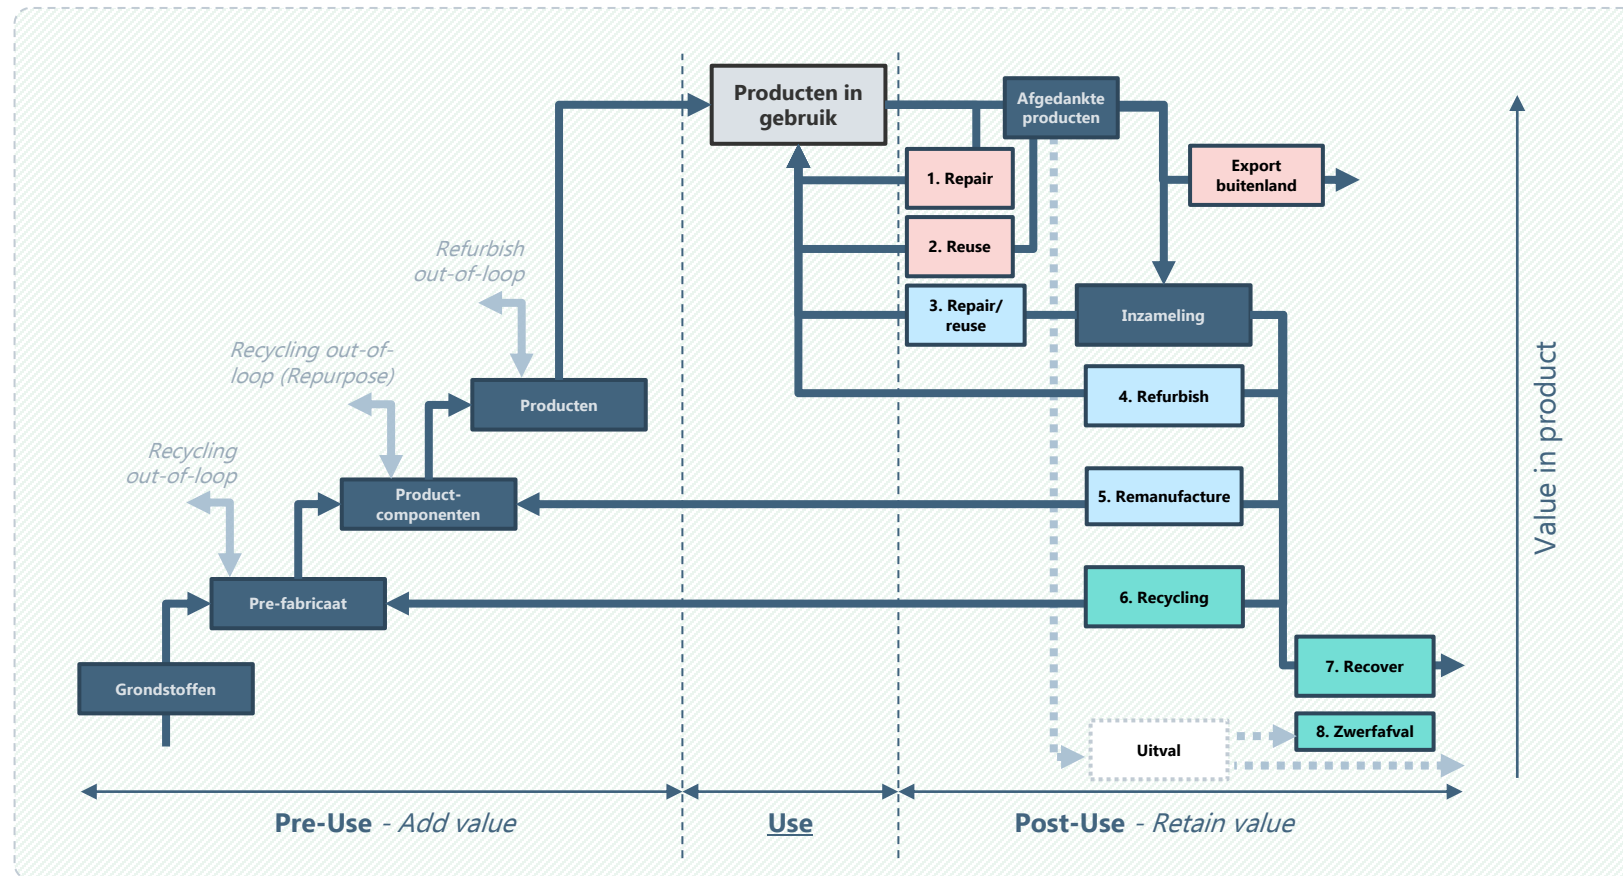 Producten in
gebruik
Afgedankte
producten
1. Repair
Export
buitenland
2. Reuse
Refurbish
out-of-loop
3. Repair/
reuse
Inzameling
Recycling out-of-
loop (Repurpose)
Producten
4. Refurbish
Value in product
Recycling
out-of-loop
Product-
componenten
5. Remanufacture
Pre-fabricaat
6. Recycling
Grondstoffen
7. Recover
8. Zwerfafval
Uitval
Pre-Use - Add value
Use
Post-Use - Retain value